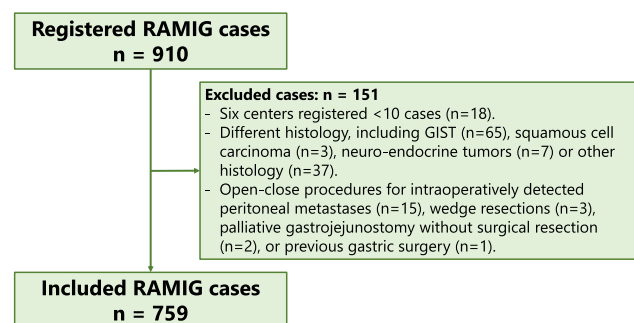 Registered RAMIG cases
n = 910
Excluded cases: n = 151
- Six centers registered <10 cases (n=18).
- Different histology, including GIST (n=65), squamous cell
carcinoma (n=3), neuro-endocrine tumors (n=7) or other
histology (n=37).
- Open-close procedures for intraoperatively detected
peritoneal metastases (n=15), wedge resections (n=3),
palliative gastrojejunostomy without surgical resection
(n=2), or previous gastric surgery (n=1).
Included RAMIG cases
n = 759